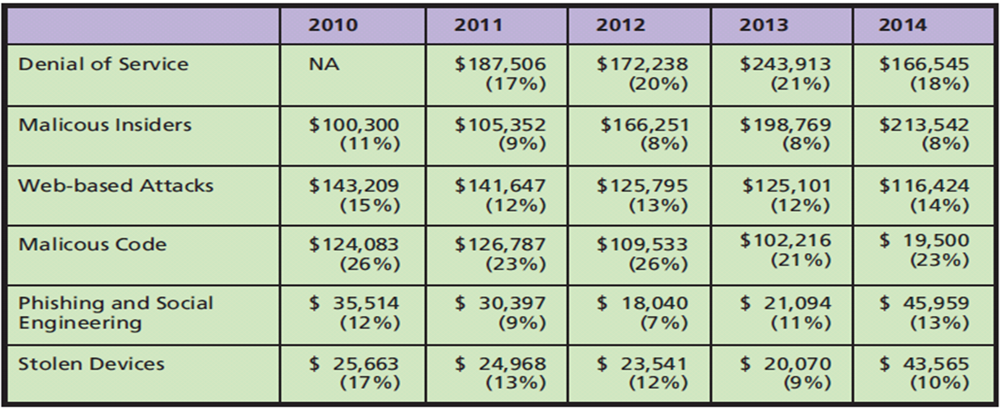 2010 2011 2012 2013 2014
Denial of Service NA $187,506 $172,238 $243,913 $166,545
(17%) (20%) (21%) (18%)
Malicous Insiders $100,300 $105,352 $166,251 $198,769 $213,542
(11%) (9%) (8%) (8%) (8%)
Web-based Attacks $143,209 $141,647 $125,795 $125,101 $116,424
(15%) (12%) (13%) (12%) (14%)
Malicous Code $124,083 $126,787 $109,533 $102,216 $ 19,500
(26%) (23%) (26%) (21%) (23%)
Phishing and Social $ 35,514 $ 30,397 $ 18,040 $ 21,094 $ 45,959
Engineering (12%) (9%) (7%) (11%) (13%)
Stolen Devices $ 25,663 $ 24,968 $ 23,541 $ 20,070 $ 43,565
(17%) (13%) (12%) (9%) (10%)